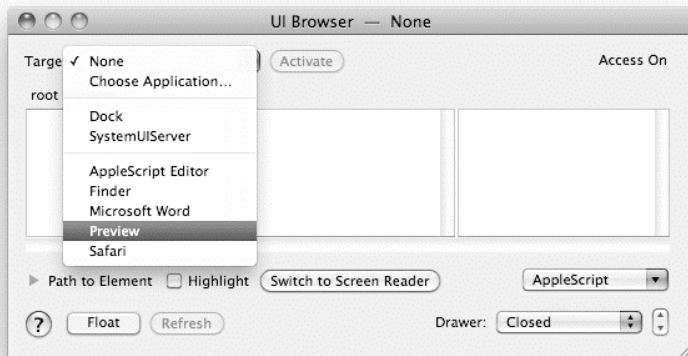 UI Browser — None
Targe ✓ None
Activate
Access On
Choose Application...
root
Dock
SystemUIServer
AppleScript Editor
Finder
Microsoft Word
Preview
Safari
Path to Element
Highlight
Switch to Screen Reader
AppleScript
?
Float
Refresh
Drawer:
Closed